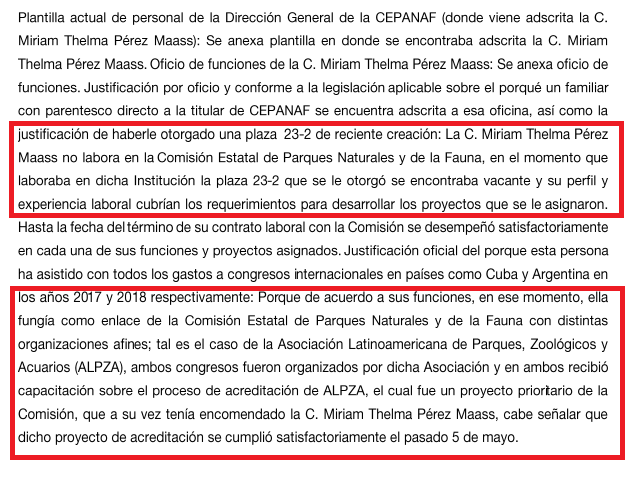 Plantilla actual de personal de la Dirección General de la CEPANAF (donde viene adscrita la C.
Miriam Thelma Pérez Maass): Se anexa plantilla en donde se encontraba adscrita la C. Miriam
Thelma Pérez Maass. Oficio de funciones de la C. Miriam Thelma Pérez Maass: Se anexa oficio de
funciones. Justificación por oficio y conforme a la legislación aplicable sobre el porqué un familiar
con parentesco directo a la titular de CEPANAF se encuentra adscrita a esa oficina, así como la
justificación de haberle otorgado una plaza 23-2 de reciente creación: La C. Miriam Thelma Pérez
Maass no labora en la Comisión Estatal de Parques Naturales y de la Fauna, en el momento que
laboraba en dicha Institución la plaza 23-2 que se le otorgó se encontraba vacante y su perfil y
experiencia laboral cubrían los requerimientos para desarrollar los proyectos que se le asignaron.
Hasta la fecha del término de su contrato laboral con la Comisión se desempeñó satisfactoriamente
en cada una de sus funciones y proyectos asignados. Justificación oficial del porque esta persona
ha asistido con todos los gastos a congresos internacionales en países como Cuba y Argentina en
los años 2017 y 2018 respectivamente: Porque de acuerdo a sus funciones, en ese momento, ella
fungía como enlace de la Comisión Estatal de Parques Naturales y de la Fauna con distintas
organizaciones afines; tal es el caso de la Asociación Latinoamericana de Parques, Zoológicos y
Acuarios (ALPZA), ambos congresos fueron organizados por dicha Asociación y en ambos recibió
capacitación sobre el proceso de acreditación de ALPZA, el cual fue un proyecto prioritario de la
Comisión, que a su vez tenía encomendado la C. Miriam Thelma Pérez Maass, cabe señalar que
dicho proyecto de acreditación se cumplió satisfactoriamente el pasado 5 de mayo.